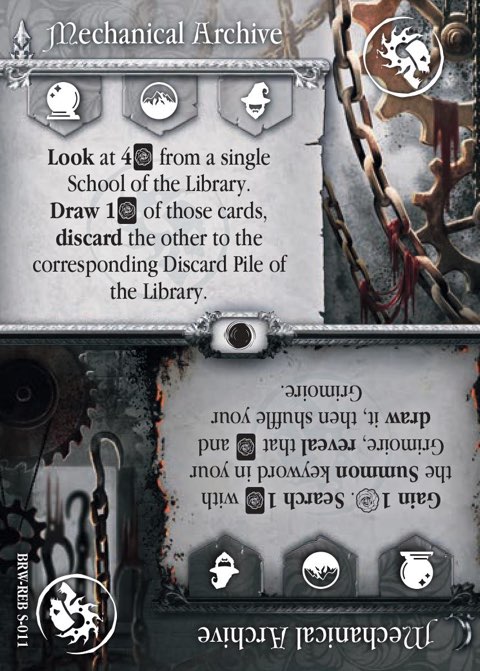 Mechanical Archive
Look at 4 from a single
School of the Library.
Draw 1 of those cards,
discard the other to the
corresponding Discard Pile of
the Library.
Mechanical Archive
Gain 1. Search 1 with
the Summon keyword in your
Grimoire, reveal that and
draw it, then shuffle your
Grimoire.
BRW-REB S-011